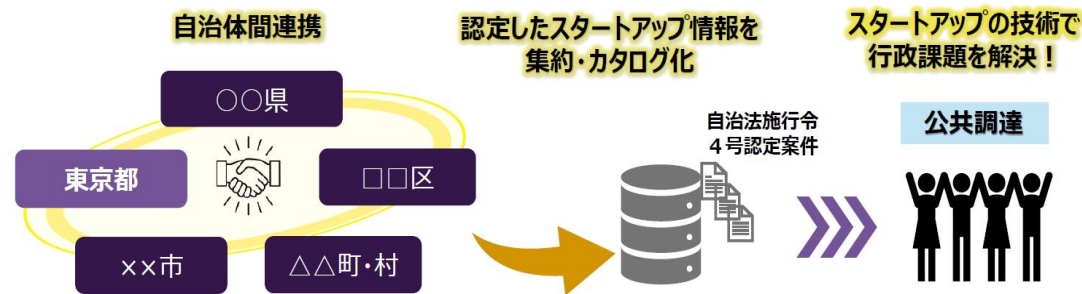 自治体間連携
○○県
東京都
□□区
××市
△△町・村
認定したスタートアップ情報を
集約・カタログ化
自治法施行令
4号認定案件
スタートアップの技術で
行政課題を解決！
公共調達